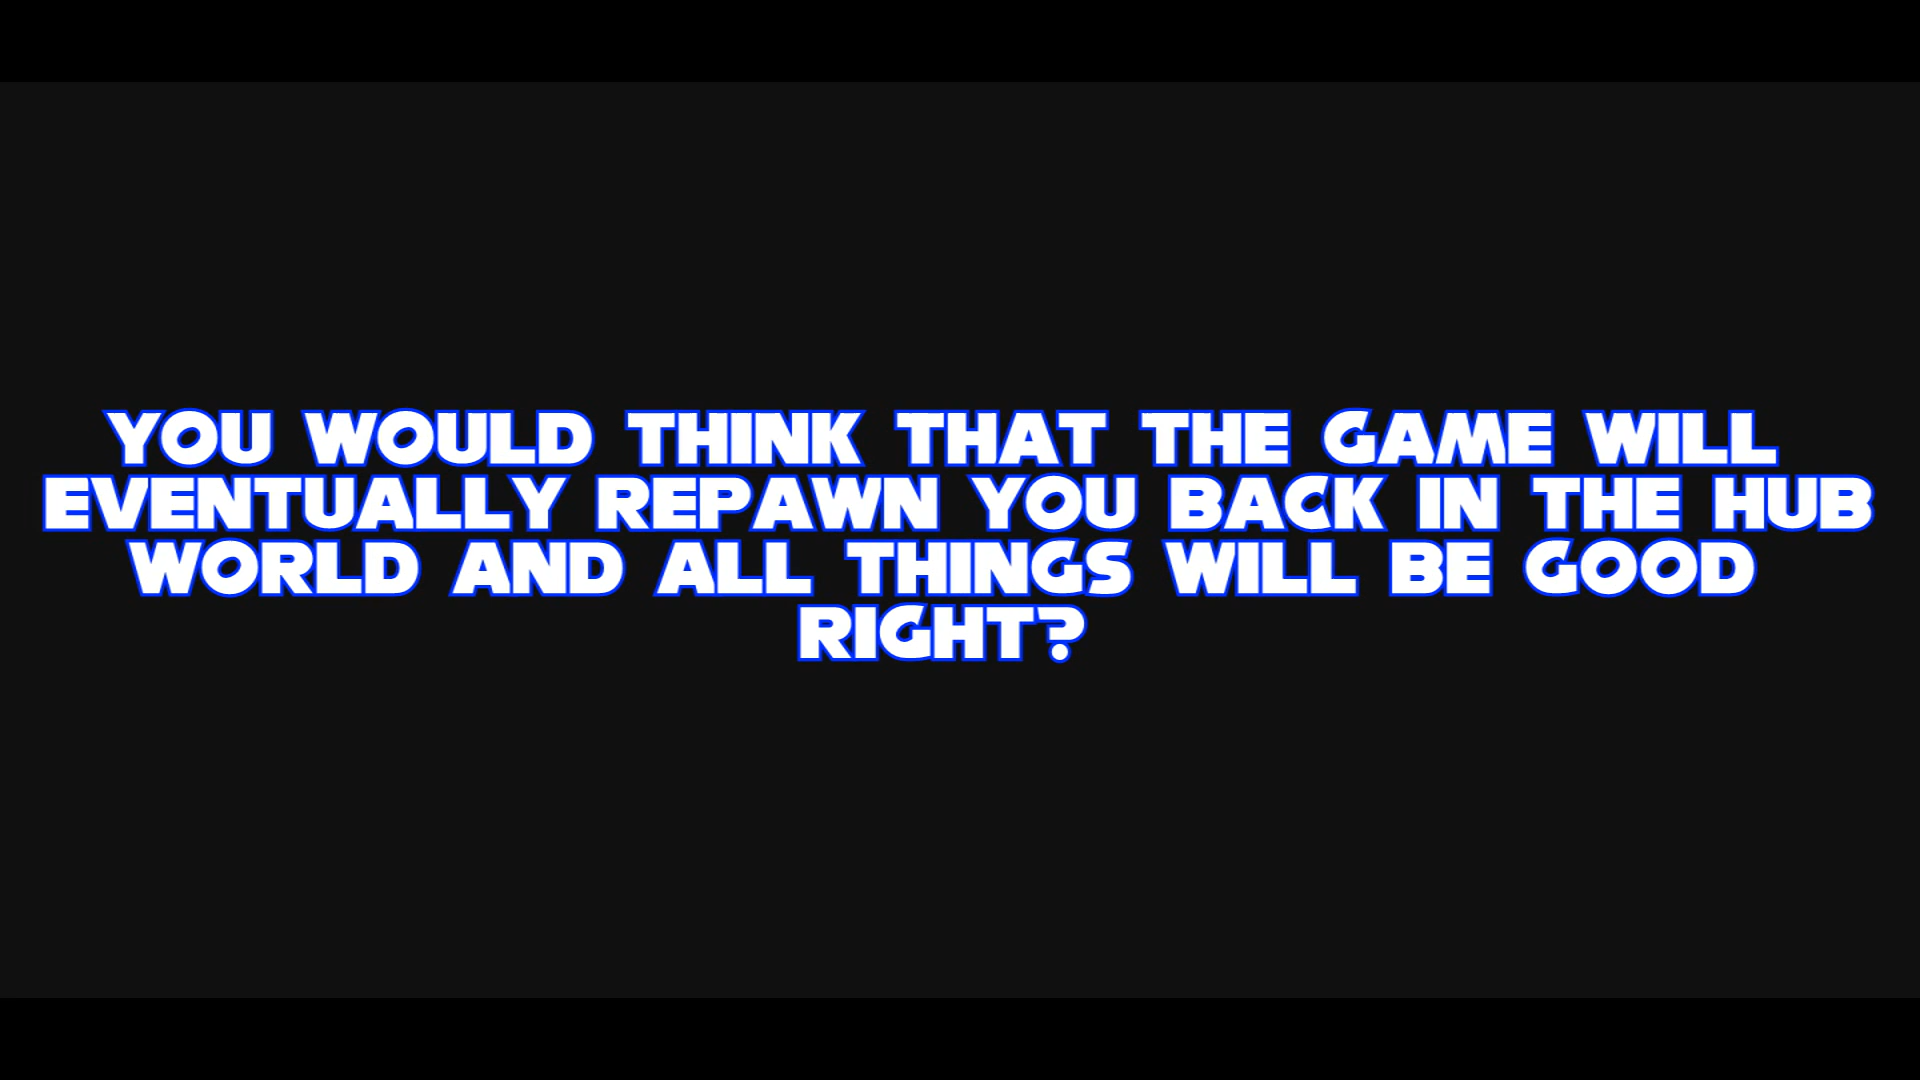 YOU WOULD THINK THAT THE GAME WILL
EVENTUALLY REPAWN YOU BACK IN THE HUB
WORLD AND ALL THINGS WILL BE GOOD
RIGHT?